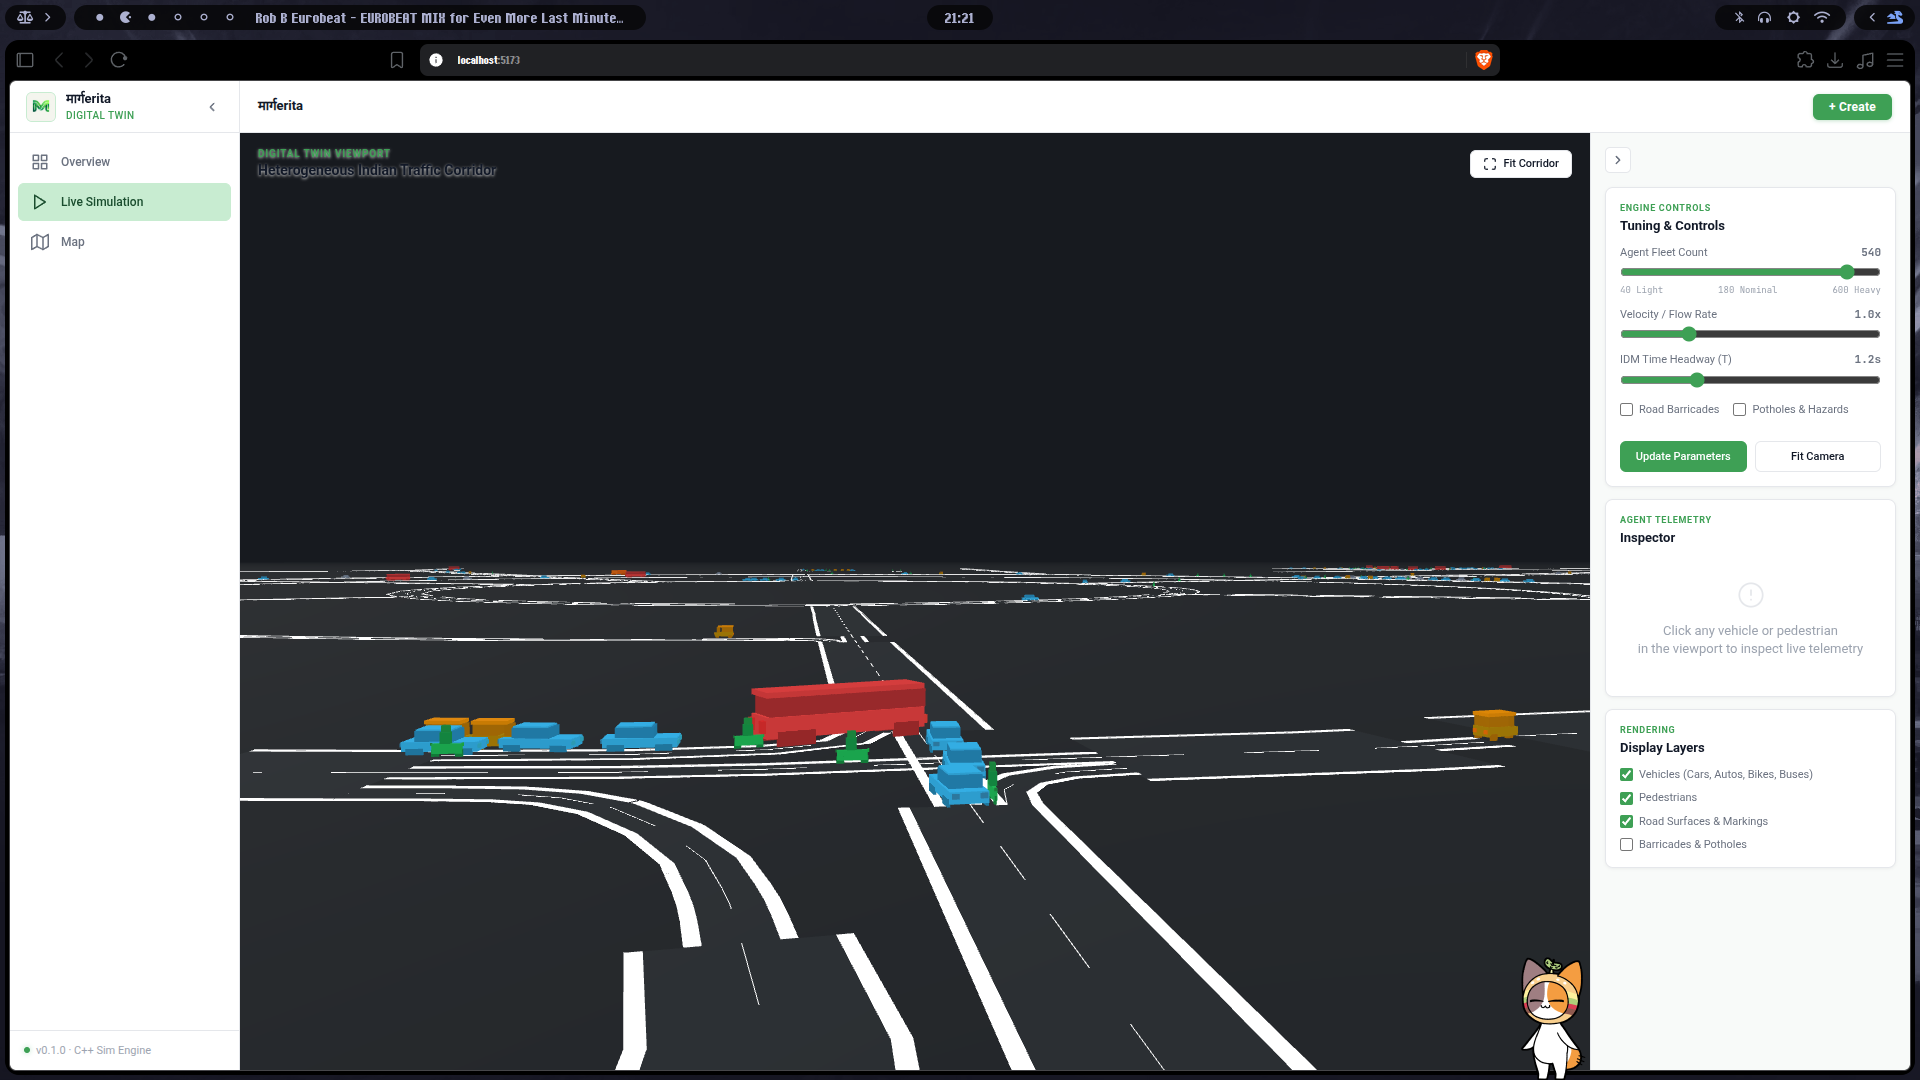 Rob B Eurobeat - EUROBEAT MIX for Even More Last Minute…
21:21
localhost:5173
मार्गerita
DIGITAL TWIN
मार्गerita
+ Create
Overview
Live Simulation
Map
DIGITAL TWIN VIEWPORT
Heterogeneous Indian Traffic Corridor
Fit Corridor
ENGINE CONTROLS
Tuning & Controls
Agent Fleet Count 540
40 Light 180 Nominal 600 Heavy
Velocity / Flow Rate 1.0x
IDM Time Headway (T) 1.2s
Road Barricades Potholes & Hazards
Update Parameters Fit Camera
AGENT TELEMETRY
Inspector
Click any vehicle or pedestrian
in the viewport to inspect live telemetry
RENDERING
Display Layers
Vehicles (Cars, Autos, Bikes, Buses)
Pedestrians
Road Surfaces & Markings
Barricades & Potholes
v0.1.0 · C++ Sim Engine